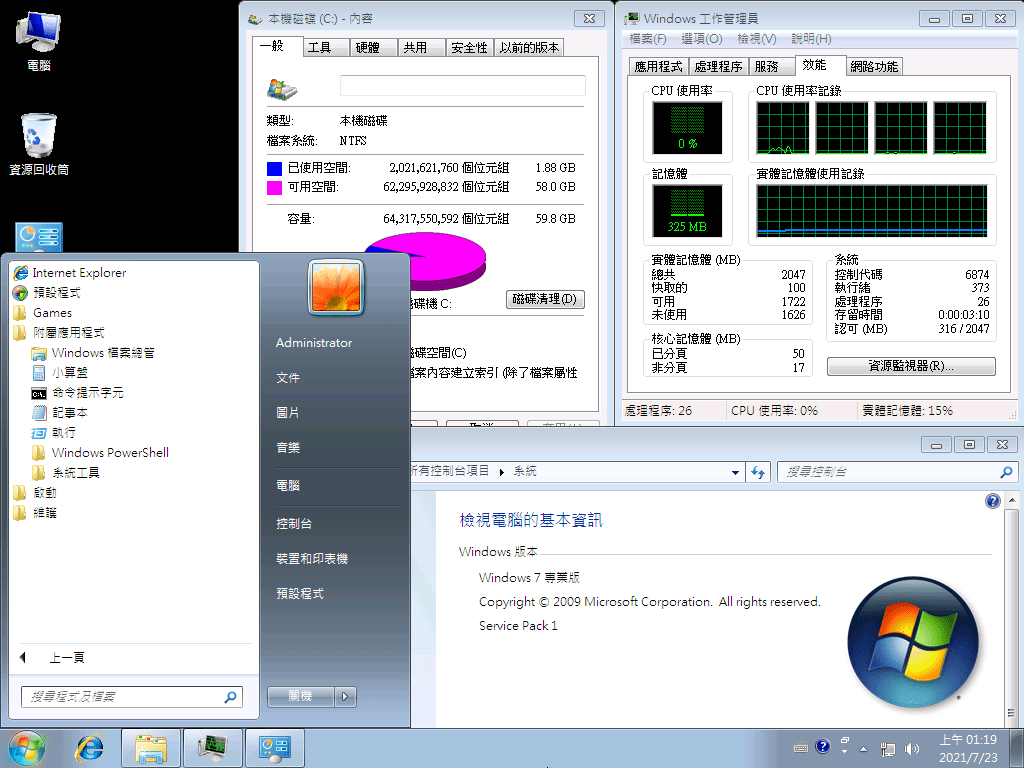 電腦
資源回收筒
本機磁碟 (C:) - 內容
一般
工具
硬體
共用
安全性
以前的版本
類型:
本機磁碟
檔案系統:
NTFS
已使用空間:
2,021,621,760 個位元組
1.88 GB
可用空間:
62,295,928,832 個位元組
58.0 GB
容量:
64,317,550,592 個位元組
59.8 GB
碟機 C:
磁碟清理(D)
碟空間(C)
檔案內容建立索引 (除了檔案屬性
Windows 工作管理員
檔案(F)
選項(O)
檢視(V)
說明(H)
應用程式
處理程序
服務
效能
網路功能
CPU 使用率
CPU 使用率記錄
0 %
記憶體
實體記憶體使用記錄
325 MB
實體記憶體 (MB)
總共
2047
快取的
100
可用
1722
未使用
1626
系統
控制代碼
6874
執行緒
373
處理程序
26
存留時間
0:00:03:10
認可 (MB)
316 / 2047
核心記憶體 (MB)
已分頁
50
非分頁
17
資源監視器(R)...
處理程序: 26
CPU 使用率: 0%
實體記憶體: 15%
所有控制台項目
系統
搜尋控制台
檢視電腦的基本資訊
Windows 版本
Windows 7 專業版
Copyright © 2009 Microsoft Corporation. All rights reserved.
Service Pack 1
Internet Explorer
預設程式
Games
附屬應用程式
Windows 檔案總管
小算盤
命令提示字元
記事本
執行
Windows PowerShell
系統工具
啟動
維護
上一頁
搜尋程式及檔案
Administrator
文件
圖片
音樂
電腦
控制台
裝置和印表機
預設程式
關機
上午 01:19
2021/7/23